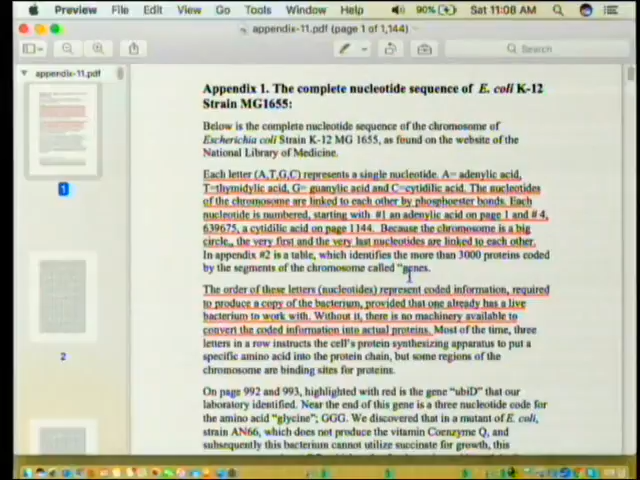 Preview File Edit View Go Tools Window Help 90% Sat 11:08 AM
appendix-11.pdf (page 1 of 1,144)
Search
appendix-11.pdf
Appendix 1. The complete nucleotide sequence of E. coli K-12
Strain MG1655:
Below is the complete nucleotide sequence of the chromosome of
Escherichia coli Strain K-12 MG 1655, as found on the website of the
National Library of Medicine.
Each letter (A,T,G,C) represents a single nucleotide. A= adenylic acid,
T=thymidylic acid, G= guanylic acid and C=cytidilic acid. The nucleotides
of the chromosome are linked to each other by phosphoester bonds. Each
nucleotide is numbered, starting with #1 an adenylic on page 1 and # 4,
639675, a cytidilic acid on page 1144. Because the chromosome is a big
circle,, the very first and the very last nucleotides are linked to each other.
In appendix #2 is a table, which identifies the more than 3000 proteins coded
by the segments of the chromosome called "genes.
The order of these letters (nucleotides) represent coded information, required
to produce a copy of the bacterium, provided that one already has a live
bacterium to work with. Without it, there is no machinery available to
convert the coded information into actual proteins. Most of the time, three
letters in a row instructs the cell's protein synthesizing apparatus to put a
specific amino acid into the protein chain, but some regions of the
chromosome are binding sites for proteins.
On page 992 and 993, highlighted with red is the gene "ubiD" that our
laboratory identified. Near the end of this gene is a three nucleotide code for
the amino acid "glycine"; GGG. We discovered that in a mutant of E. coli,
strain AN66, which does not produce the vitamin Coenzyme Q, and
subsequently this bacterium cannot utilize succinate for growth, this
1
2